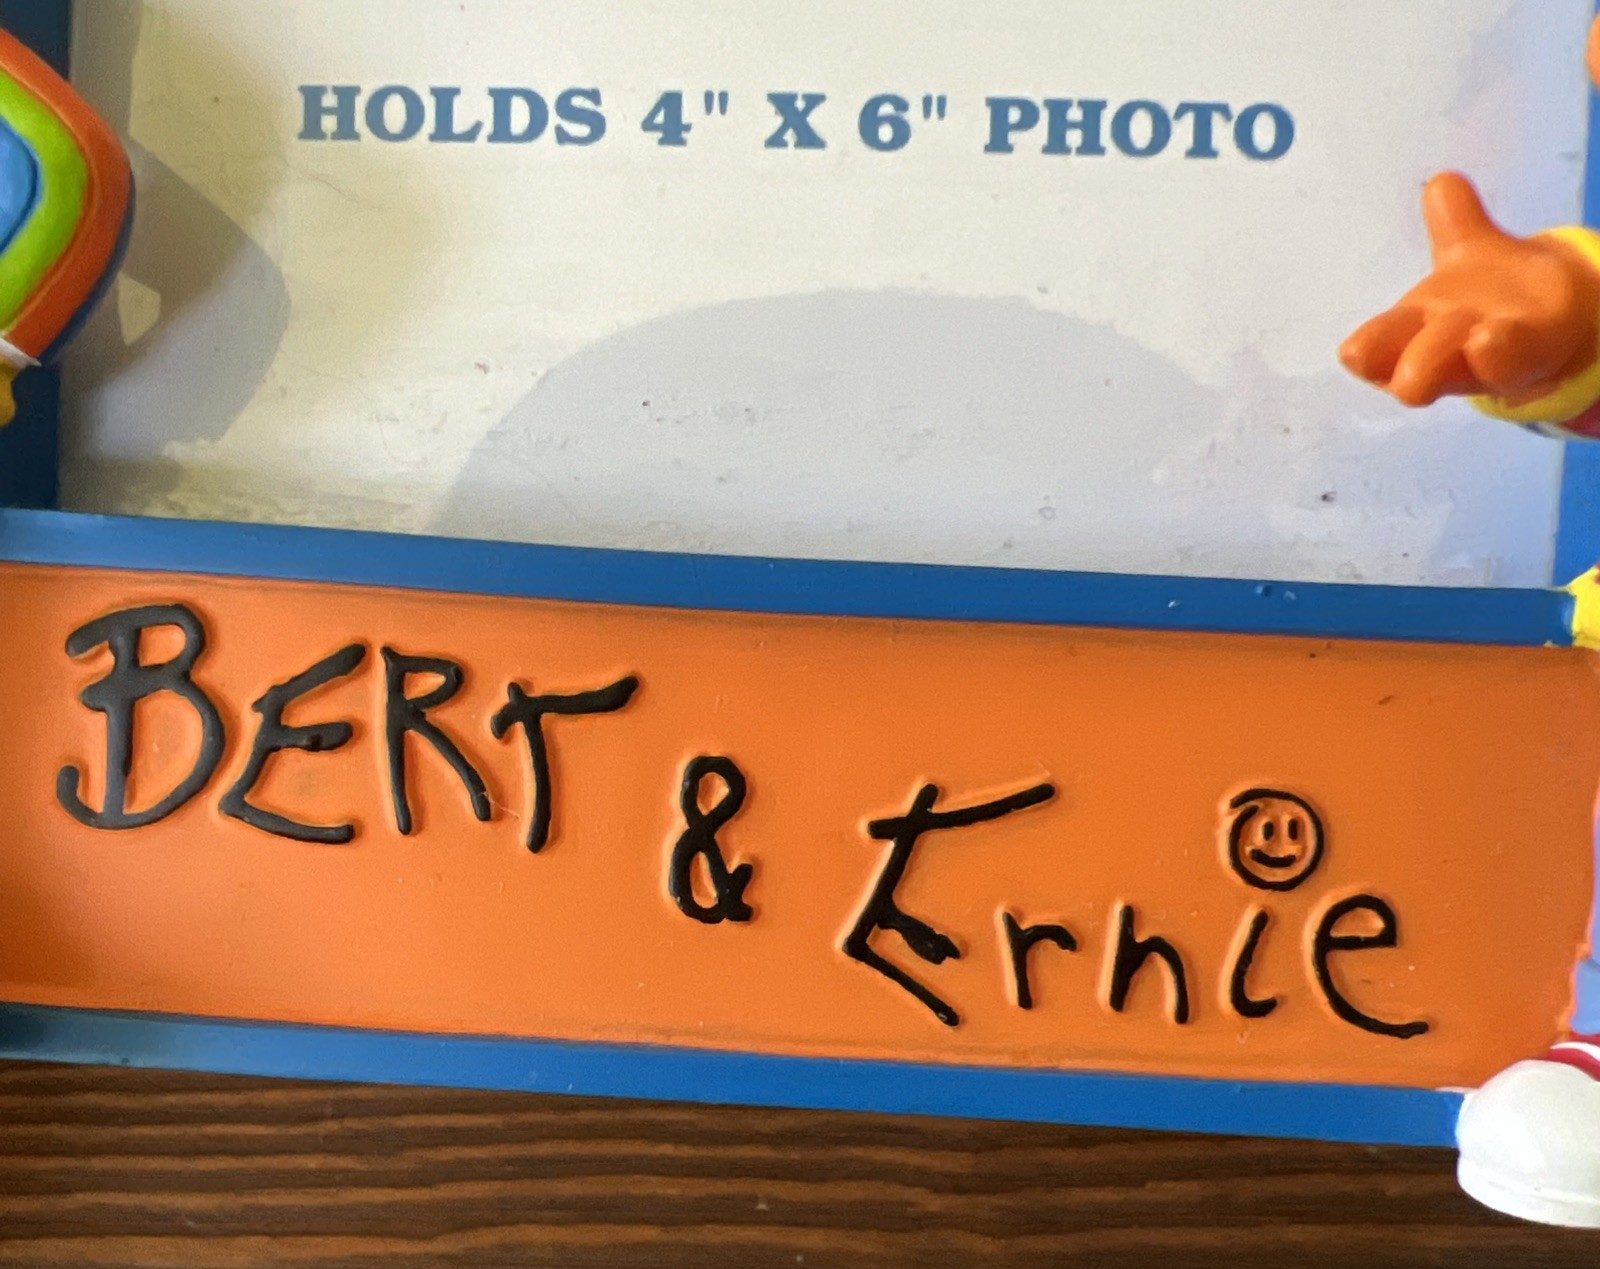 HOLDS 4" X 6" PHOTO
BERT & Ernie